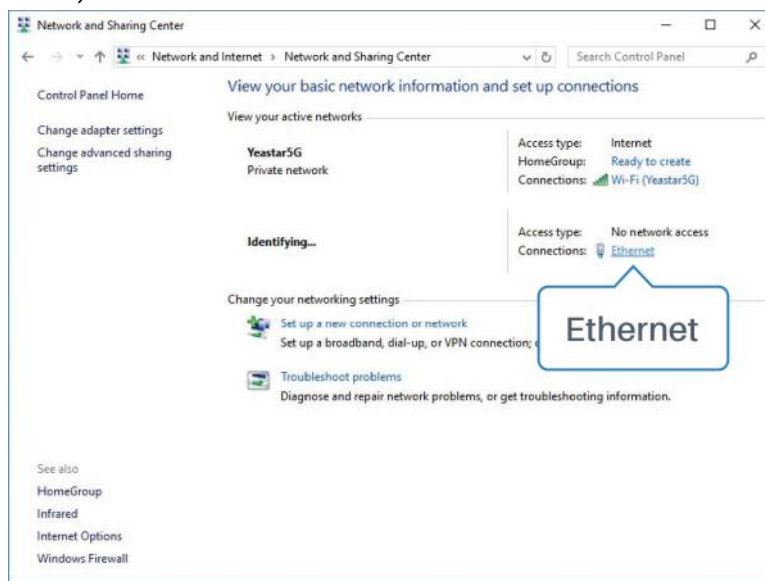 Network and Sharing Center
« Network and Internet › Network and Sharing Center
Search Control Panel
Control Panel Home
Change adapter settings
Change advanced sharing
settings
View your basic network information and set up connections
View your active networks
Yeastar5G
Private network
Access type: Internet
HomeGroup: Ready to create
Connections: Wi-Fi (Yeastar5G)
Identifying...
Access type: No network access
Connections: Ethernet
Ethernet
Change your networking settings
Set up a new connection or network
Set up a broadband, dial-up, or VPN connection;
Troubleshoot problems
Diagnose and repair network problems, or get troubleshooting information.
See also
HomeGroup
Infrared
Internet Options
Windows Firewall